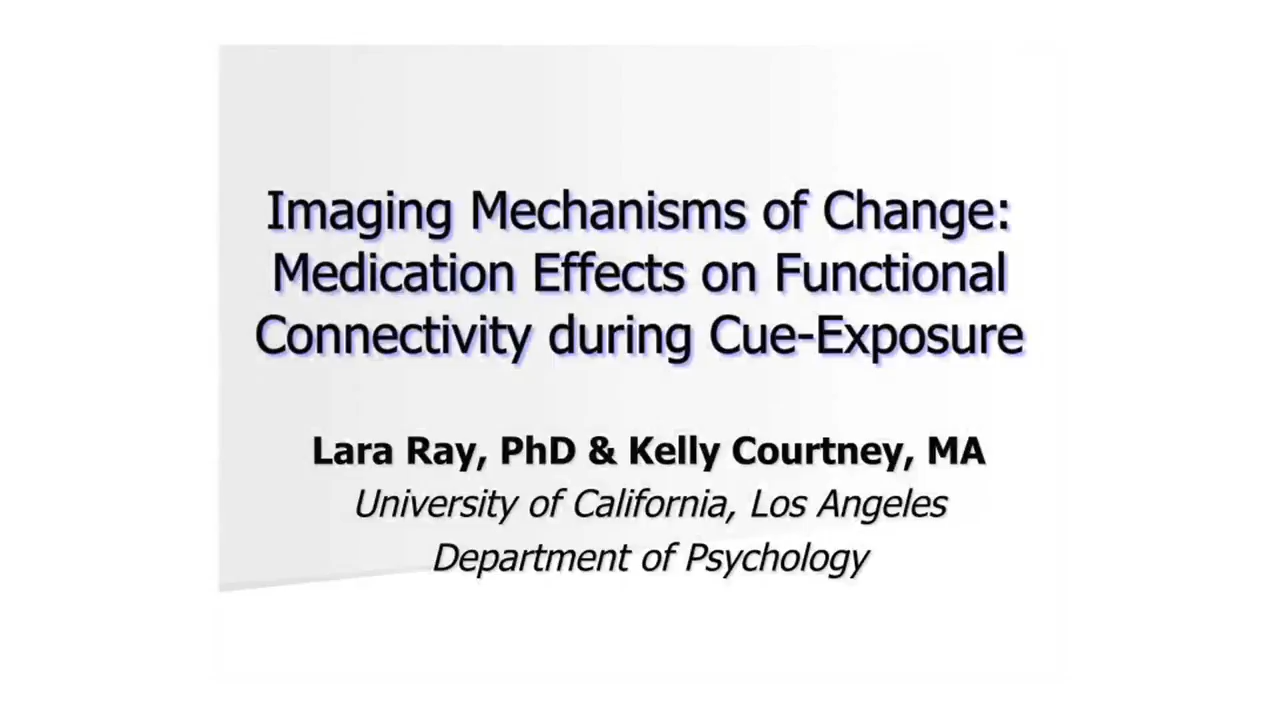 Imaging Mechanisms of Change:
Medication Effects on Functional
Connectivity during Cue-Exposure
Lara Ray, PhD & Kelly Courtney, MA
University of California, Los Angeles
Department of Psychology